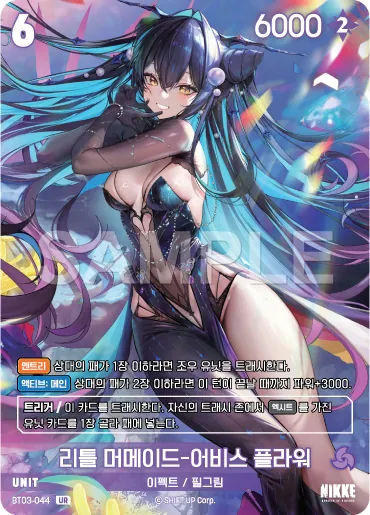 6
6000 2
SAMPLE
엔트리 상대의 패가 1장 이하라면 조우 유닛을 트래시한다.
액티브: 메인 상대의 패가 2장 이하라면 이 턴이 끝날 때까지 파워+3000.
트리거 / 이 카드를 트래시한다. 자신의 트래시 존에서 엑시트 를 가진
유닛 카드를 1장 골라 패에 넣는다.
리틀 머메이드-어비스 플라워
UNIT
이펙트 / 필그림
BT03-044 UR
ⓒ SHIFT UP Corp.
NIKKE